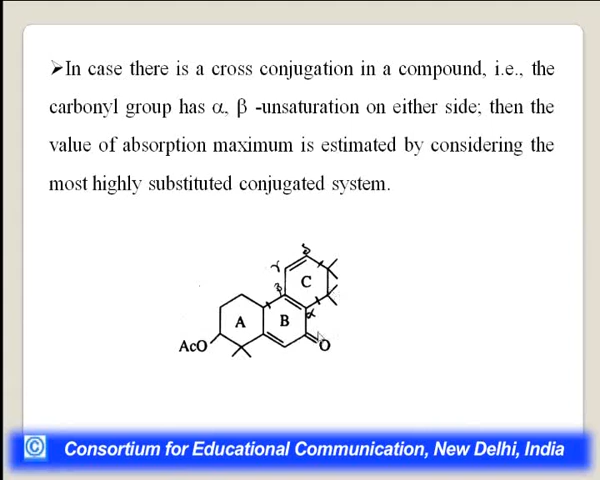 ➢In case there is a cross conjugation in a compound, i.e., the
carbonyl group has α, β -unsaturation on either side; then the
value of absorption maximum is estimated by considering the
most highly substituted conjugated system.
δ
γ
C
β
α
A
B
AcO
O
© Consortium for Educational Communication, New Delhi, India